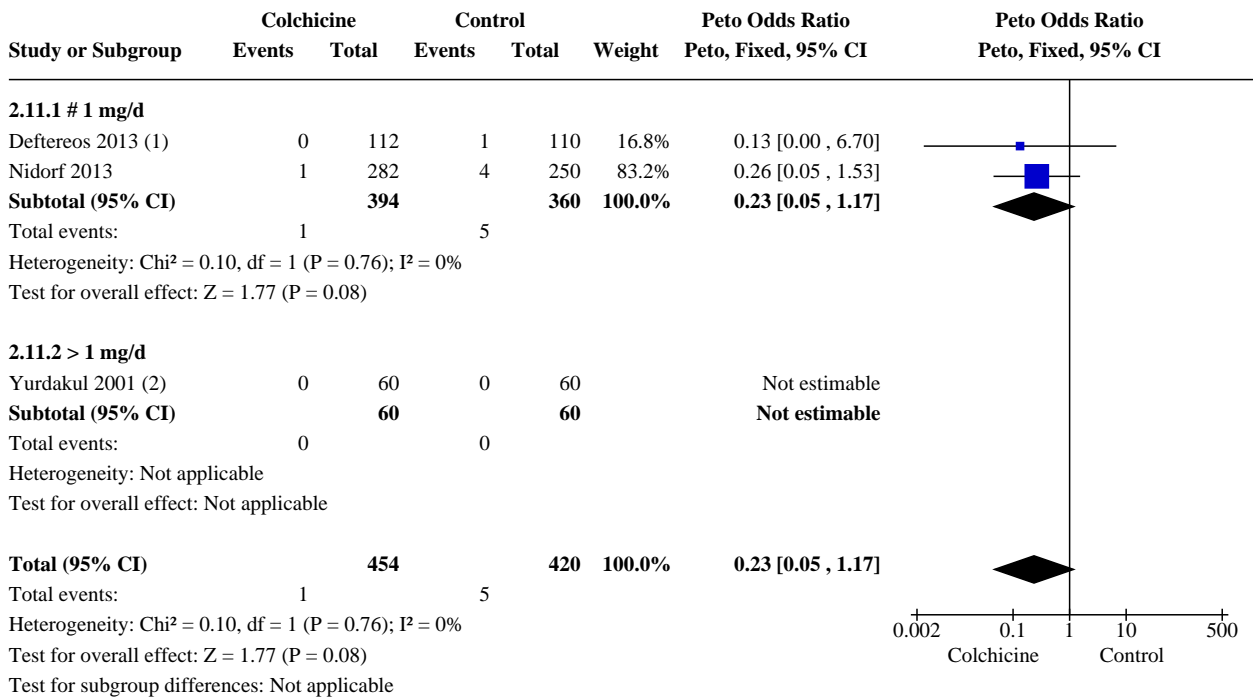 Colchicine Control Peto Odds Ratio Peto Odds Ratio
Study or Subgroup Events Total Events Total Weight Peto, Fixed, 95% CI Peto, Fixed, 95% CI
2.11.1 # 1 mg/d
Deftereos 2013 (1) 0 112 1 110 16.8% 0.13 [0.00 , 6.70]
Nidorf 2013 1 282 4 250 83.2% 0.26 [0.05 , 1.53]
Subtotal (95% CI) 394 360 100.0% 0.23 [0.05 , 1.17]
Total events: 1 5
Heterogeneity: Chi² = 0.10, df = 1 (P = 0.76); I² = 0%
Test for overall effect: Z = 1.77 (P = 0.08)
2.11.2 > 1 mg/d
Yurdakul 2001 (2) 0 60 0 60 Not estimable
Subtotal (95% CI) 60 60 Not estimable
Total events: 0 0
Heterogeneity: Not applicable
Test for overall effect: Not applicable
Total (95% CI) 454 420 100.0% 0.23 [0.05 , 1.17]
Total events: 1 5
Heterogeneity: Chi² = 0.10, df = 1 (P = 0.76); I² = 0%
Test for overall effect: Z = 1.77 (P = 0.08)
Test for subgroup differences: Not applicable
0.002 0.1 1 10 500
Colchicine Control